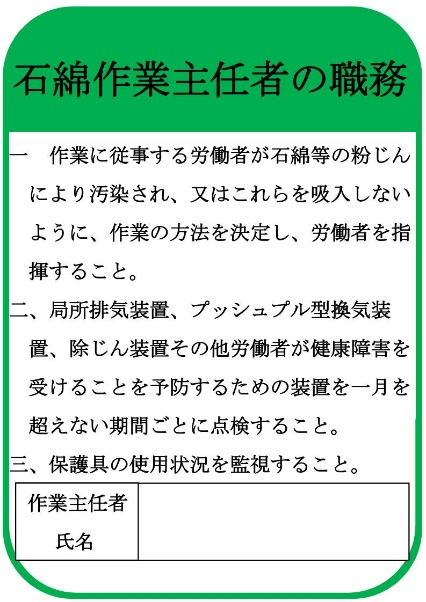 石綿作業主任者の職務
一　作業に従事する労働者が石綿等の粉じん
により汚染され、又はこれらを吸入しない
ように、作業の方法を決定し、労働者を指
揮すること。
二、局所排気装置、プッシュプル型換気装
置、除じん装置その他労働者が健康障害を
受けることを予防するための装置を一月を
超えない期間ごとに点検すること。
三、保護具の使用状況を監視すること。
作業主任者
氏名